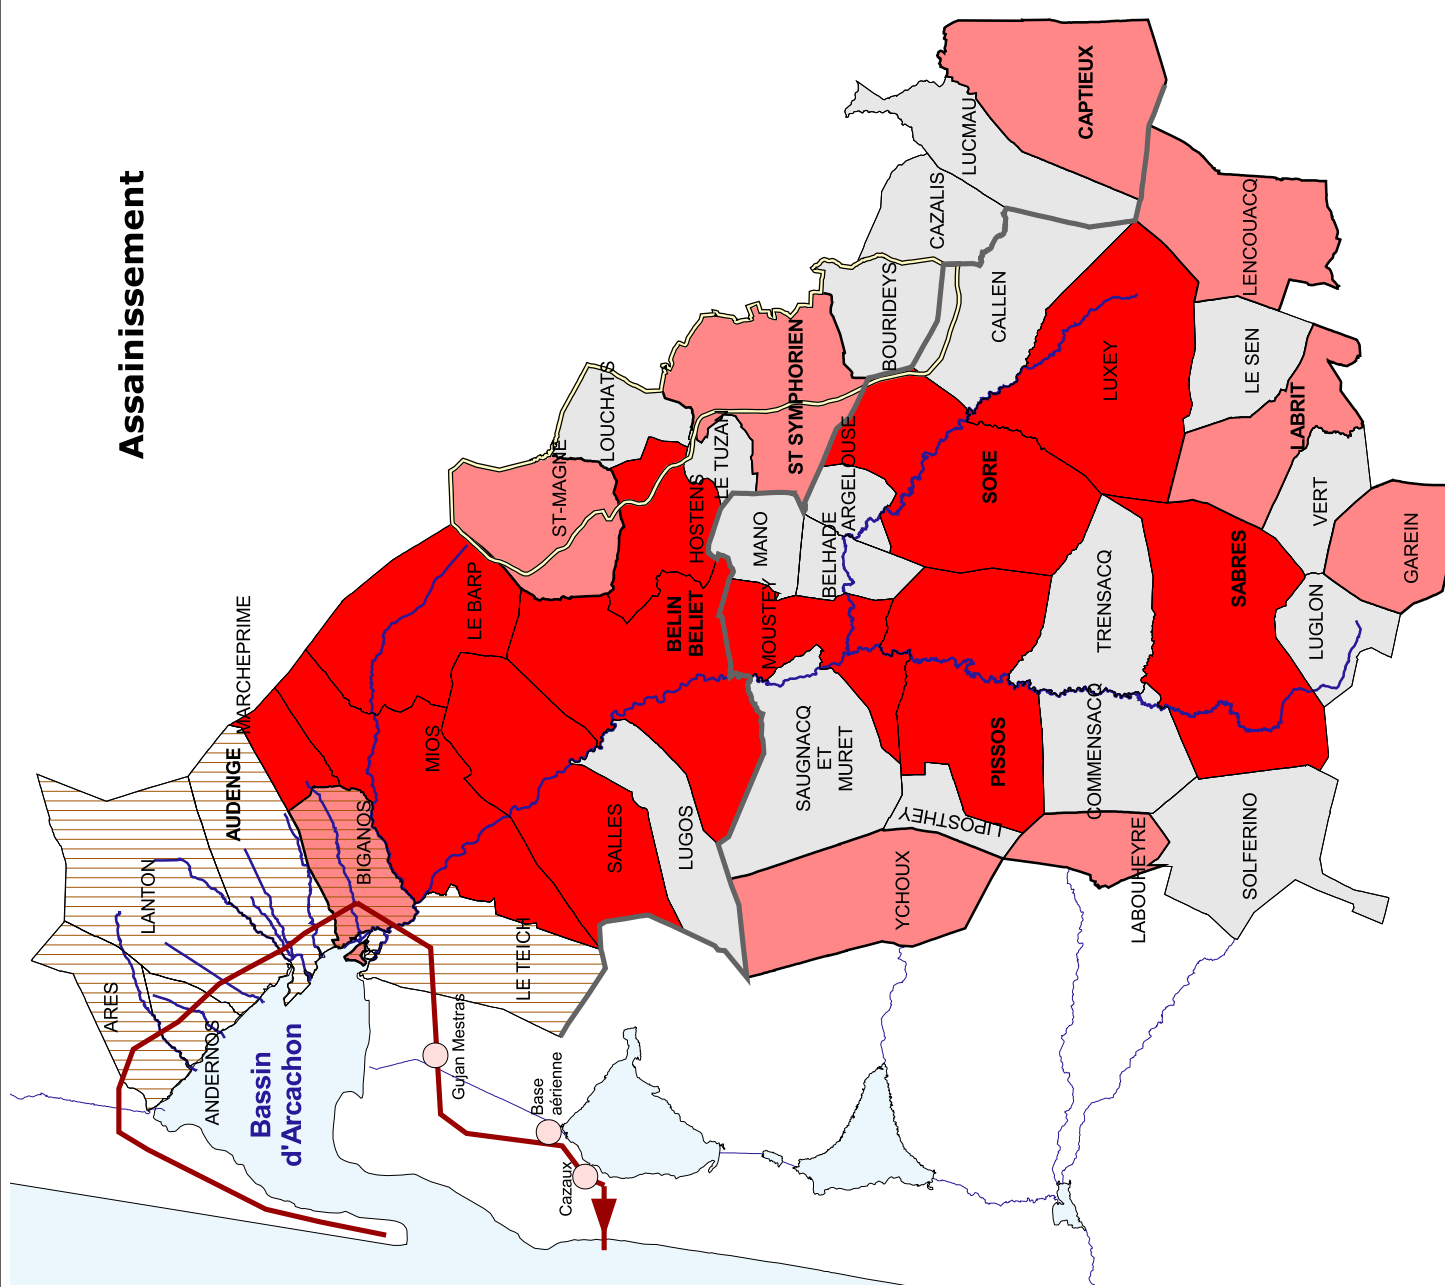 Assainissement
MARCHEPRIME
AUDENGE
LANTON
ARES
ANDERNOS
BIGANOS
LE TEICH
Bassin
d'Arcachon
Gujan Mestras
Base
aérienne
Cazaux
LE BARP
MIOS
SALLES
LUGOS
BELIN
BELIET
ST-MAGNE
LOUCHATS
HOSTENS
LE TUZAN
ST SYMPHORIEN
BOURIDEYS
CAZALIS
LUCMAU
CAPTIEUX
MANO
BELHADE
ARGELOUSE
MOUSTEY
SAUGNACQ
ET
MURET
CALLEN
LUXEY
SORE
LENCOUACQ
LE SEN
LABRIT
VERT
GAREIN
LUGLON
SABRES
TRENSACQ
COMMENSACQ
PISSOS
LIPOSTHEY
YCHOUX
LABOUHEYRE
SOLFERINO